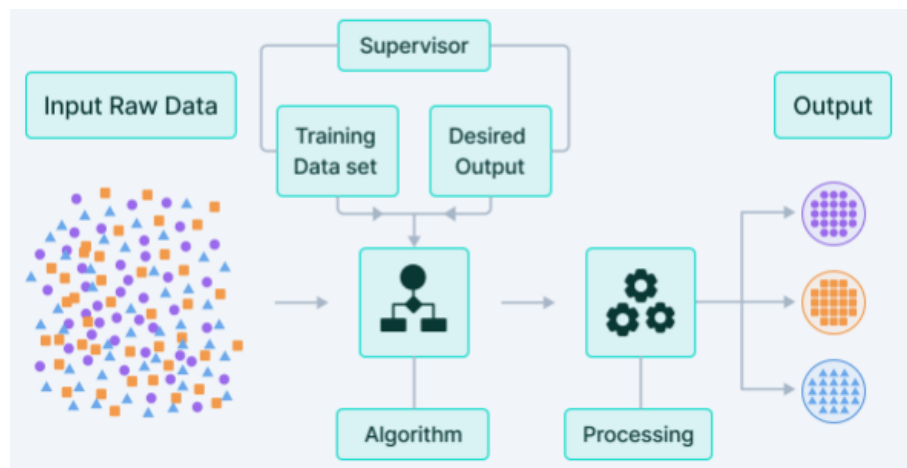 Supervisor
Input Raw Data
Output
Training
Data set
Desired
Output
Algorithm
Processing